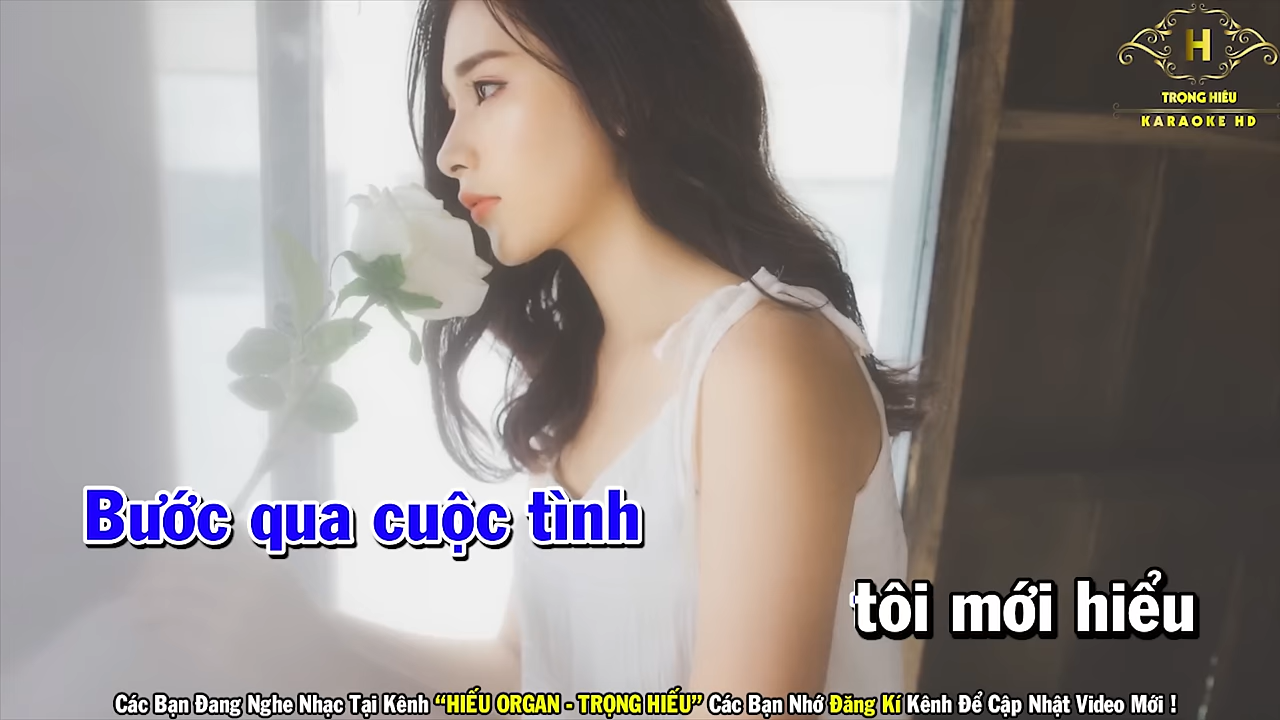 H
TRỌNG HIẾU
KARAOKE HD
Bước qua cuộc tình
tôi mới hiểu
Các Bạn Đang Nghe Nhạc Tại Kênh “HIẾU ORGAN - TRỌNG HIẾU” Các Bạn Nhớ Đăng Kí Kênh Để Cập Nhật Video Mới !